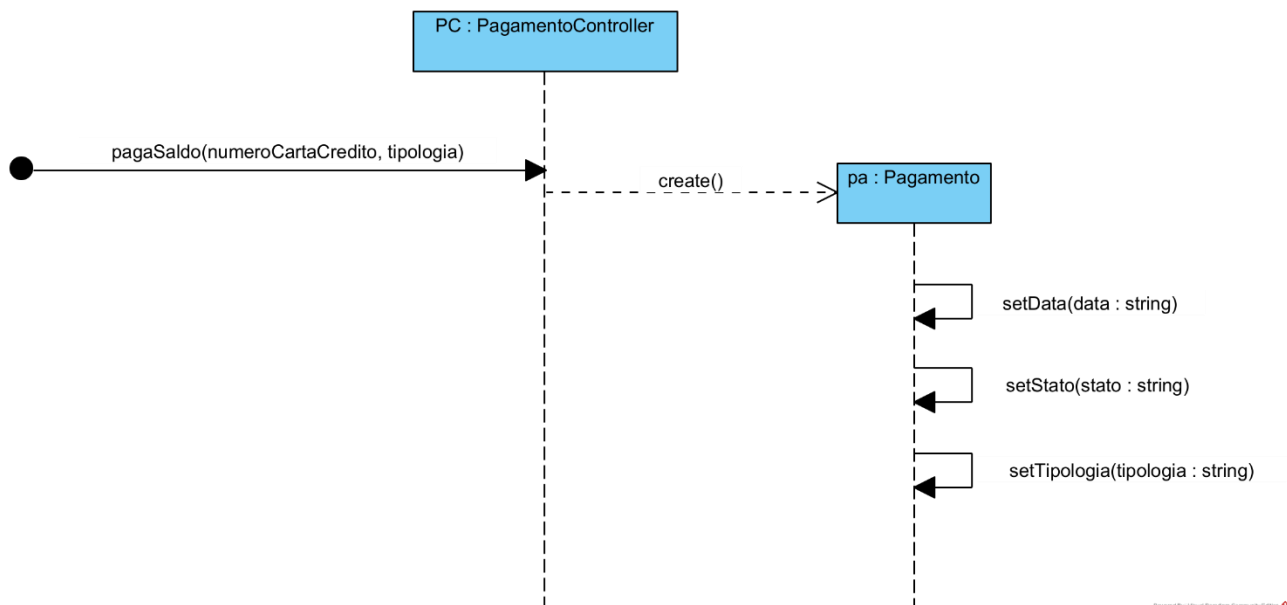 PC : PagamentoController
pagaSaldo(numeroCartaCredito, tipologia)
create()
pa : Pagamento
setData(data : string)
setStato(stato : string)
setTipologia(tipologia : string)